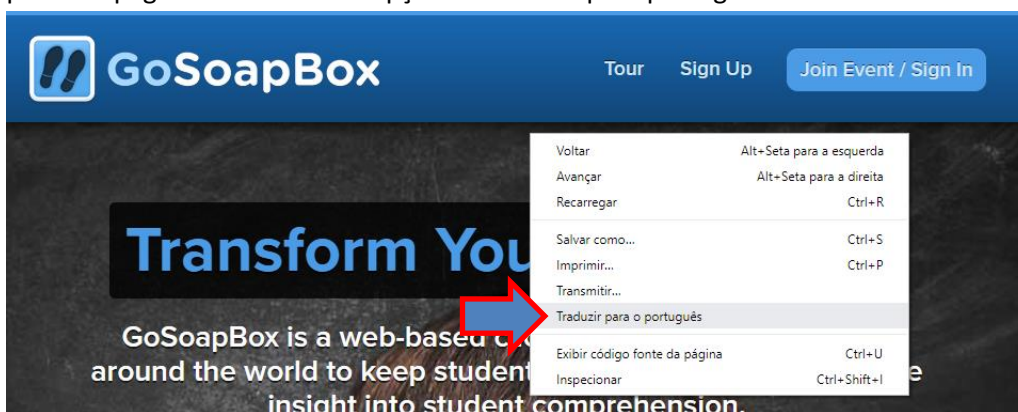 GoSoapBox
Tour Sign Up Join Event / Sign In
Voltar Alt+Seta para a esquerda
Avançar Alt+Seta para a direita
Recarregar Ctrl+R
Salvar como... Ctrl+S
Imprimir... Ctrl+P
Transmitir...
Traduzir para o português
Exibir código fonte da página Ctrl+U
Inspecionar Ctrl+Shift+I
Transform You
GoSoapBox is a web-based
around the world to keep student e
insight into student comprehension.